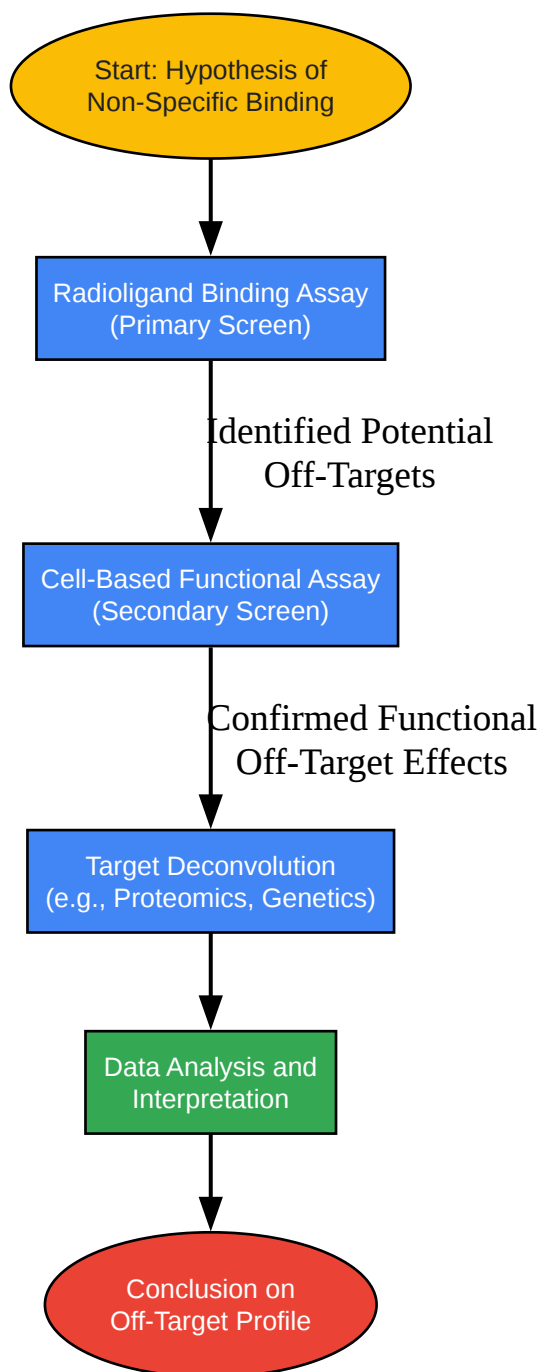 Start: Hypothesis of
Non-Specific Binding
Radioligand Binding Assay
(Primary Screen)
Identified Potential
Off-Targets
Cell-Based Functional Assay
(Secondary Screen)
Confirmed Functional
Off-Target Effects
Target Deconvolution
(e.g., Proteomics, Genetics)
Data Analysis and
Interpretation
Conclusion on
Off-Target Profile